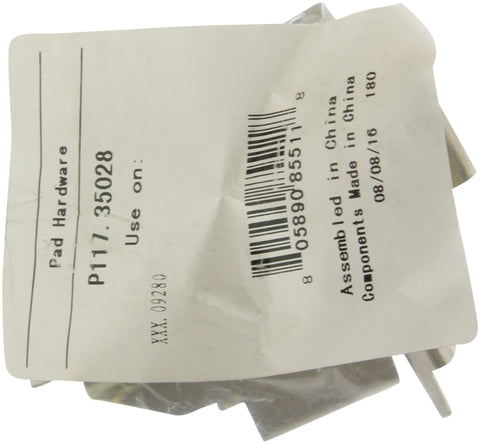 Pad Hardware
P117.35028
Use on:
XXX.09280
8 05890 85511 8
Assembled in China
Components Made in China
08/08/16 180